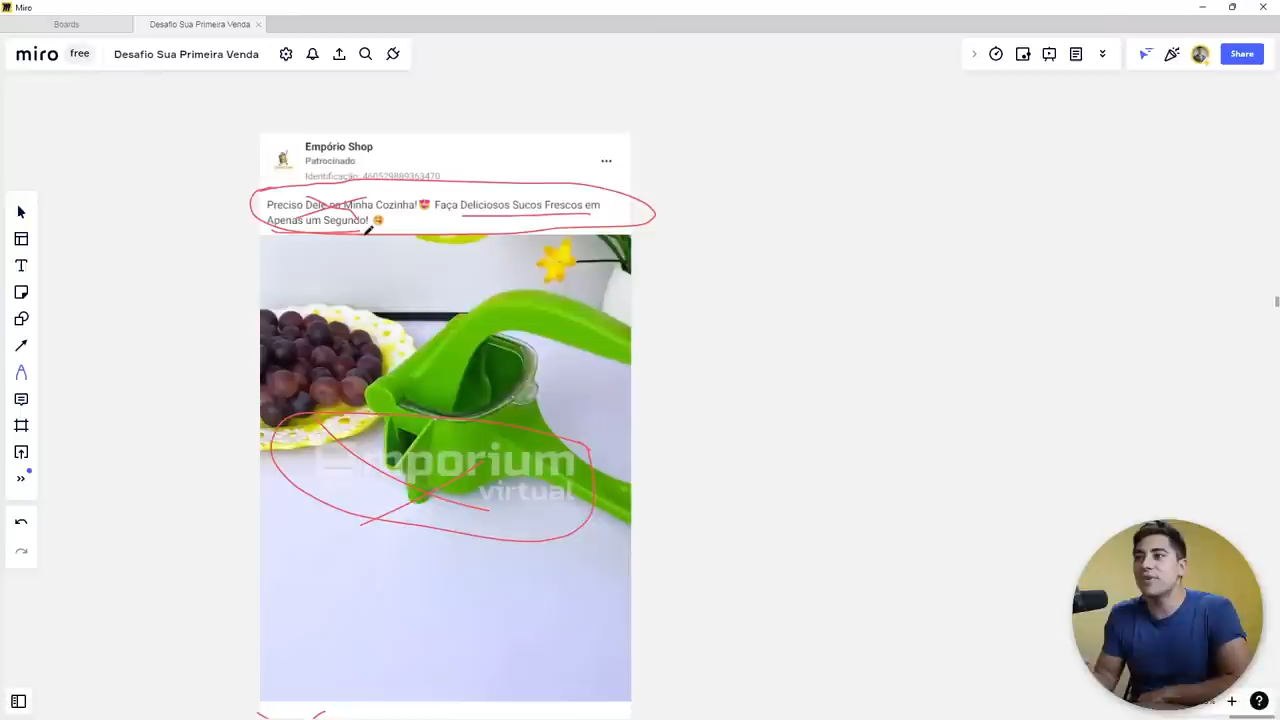 Miro
Boards
Desafio Sua Primeira Venda
miro
free
Desafio Sua Primeira Venda
Share
Empório Shop
Patrocinado
Identificação: 460529889363470
Preciso Dele na Minha Cozinha!😍 Faça Deliciosos Sucos Frescos em
Apenas um Segundo! 😋
Emporium
virtual